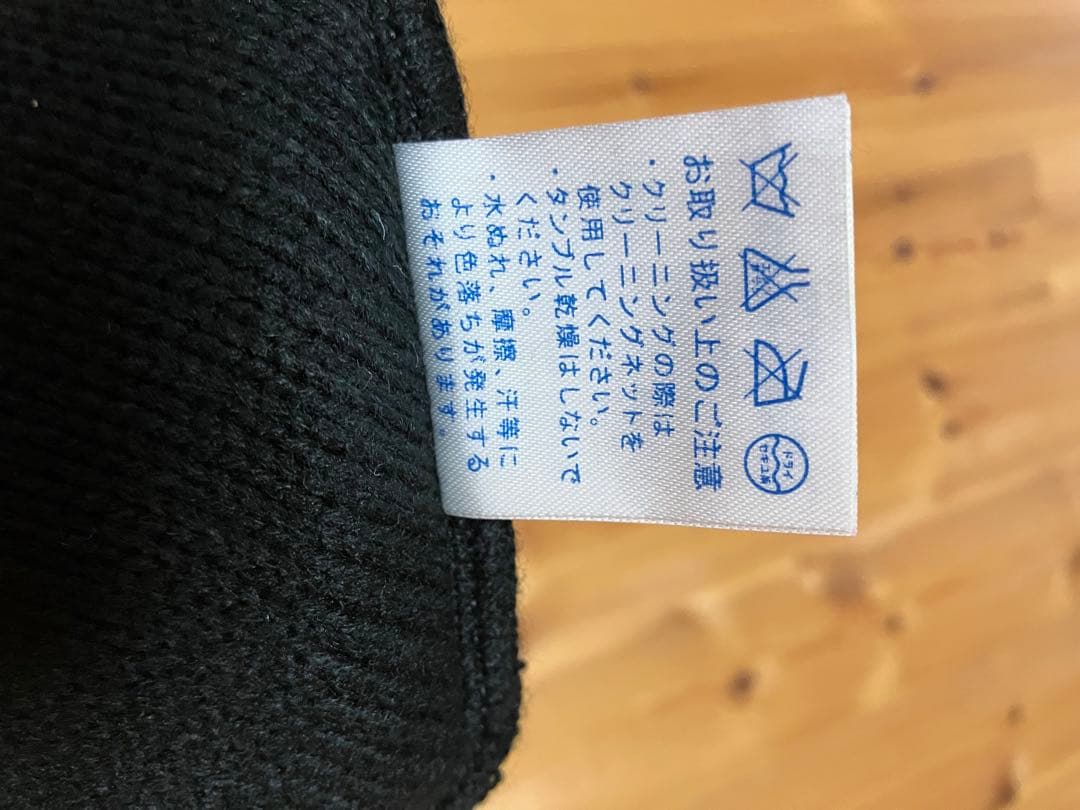 ドライ
セキユ系
お取り扱い上のご注意
・クリーニングの際は
クリーニングネットを
使用してください。
・タンブル乾燥はしないで
ください。
・水ぬれ、摩擦、汗等に
より色落ちが発生する
おそれがあります。